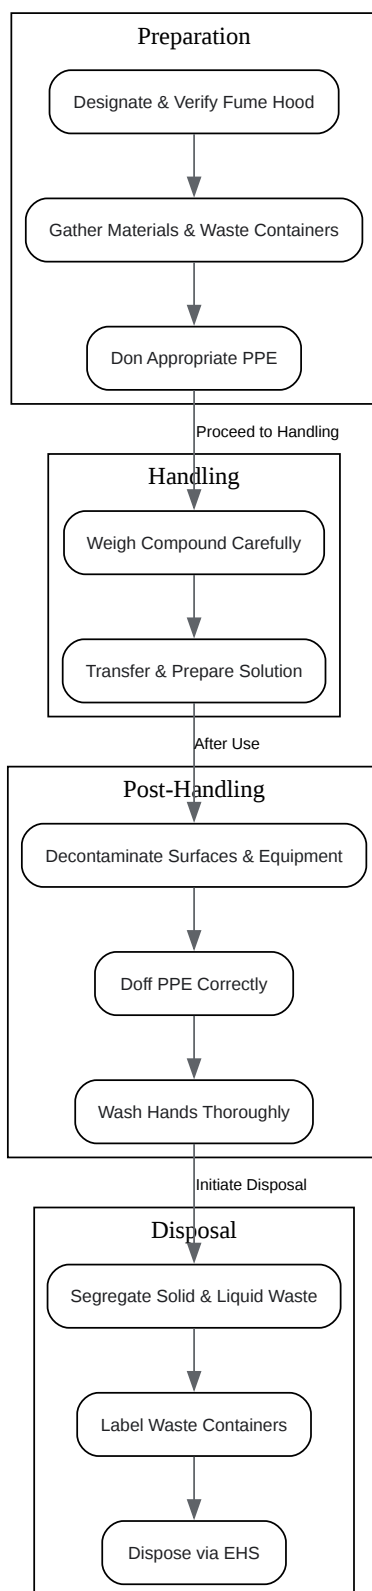 Preparation
Designate & Verify Fume Hood
Gather Materials & Waste Containers
Don Appropriate PPE
Proceed to Handling
Handling
Weigh Compound Carefully
Transfer & Prepare Solution
After Use
Post-Handling
Decontaminate Surfaces & Equipment
Doff PPE Correctly
Wash Hands Thoroughly
Initiate Disposal
Disposal
Segregate Solid & Liquid Waste
Label Waste Containers
Dispose via EHS